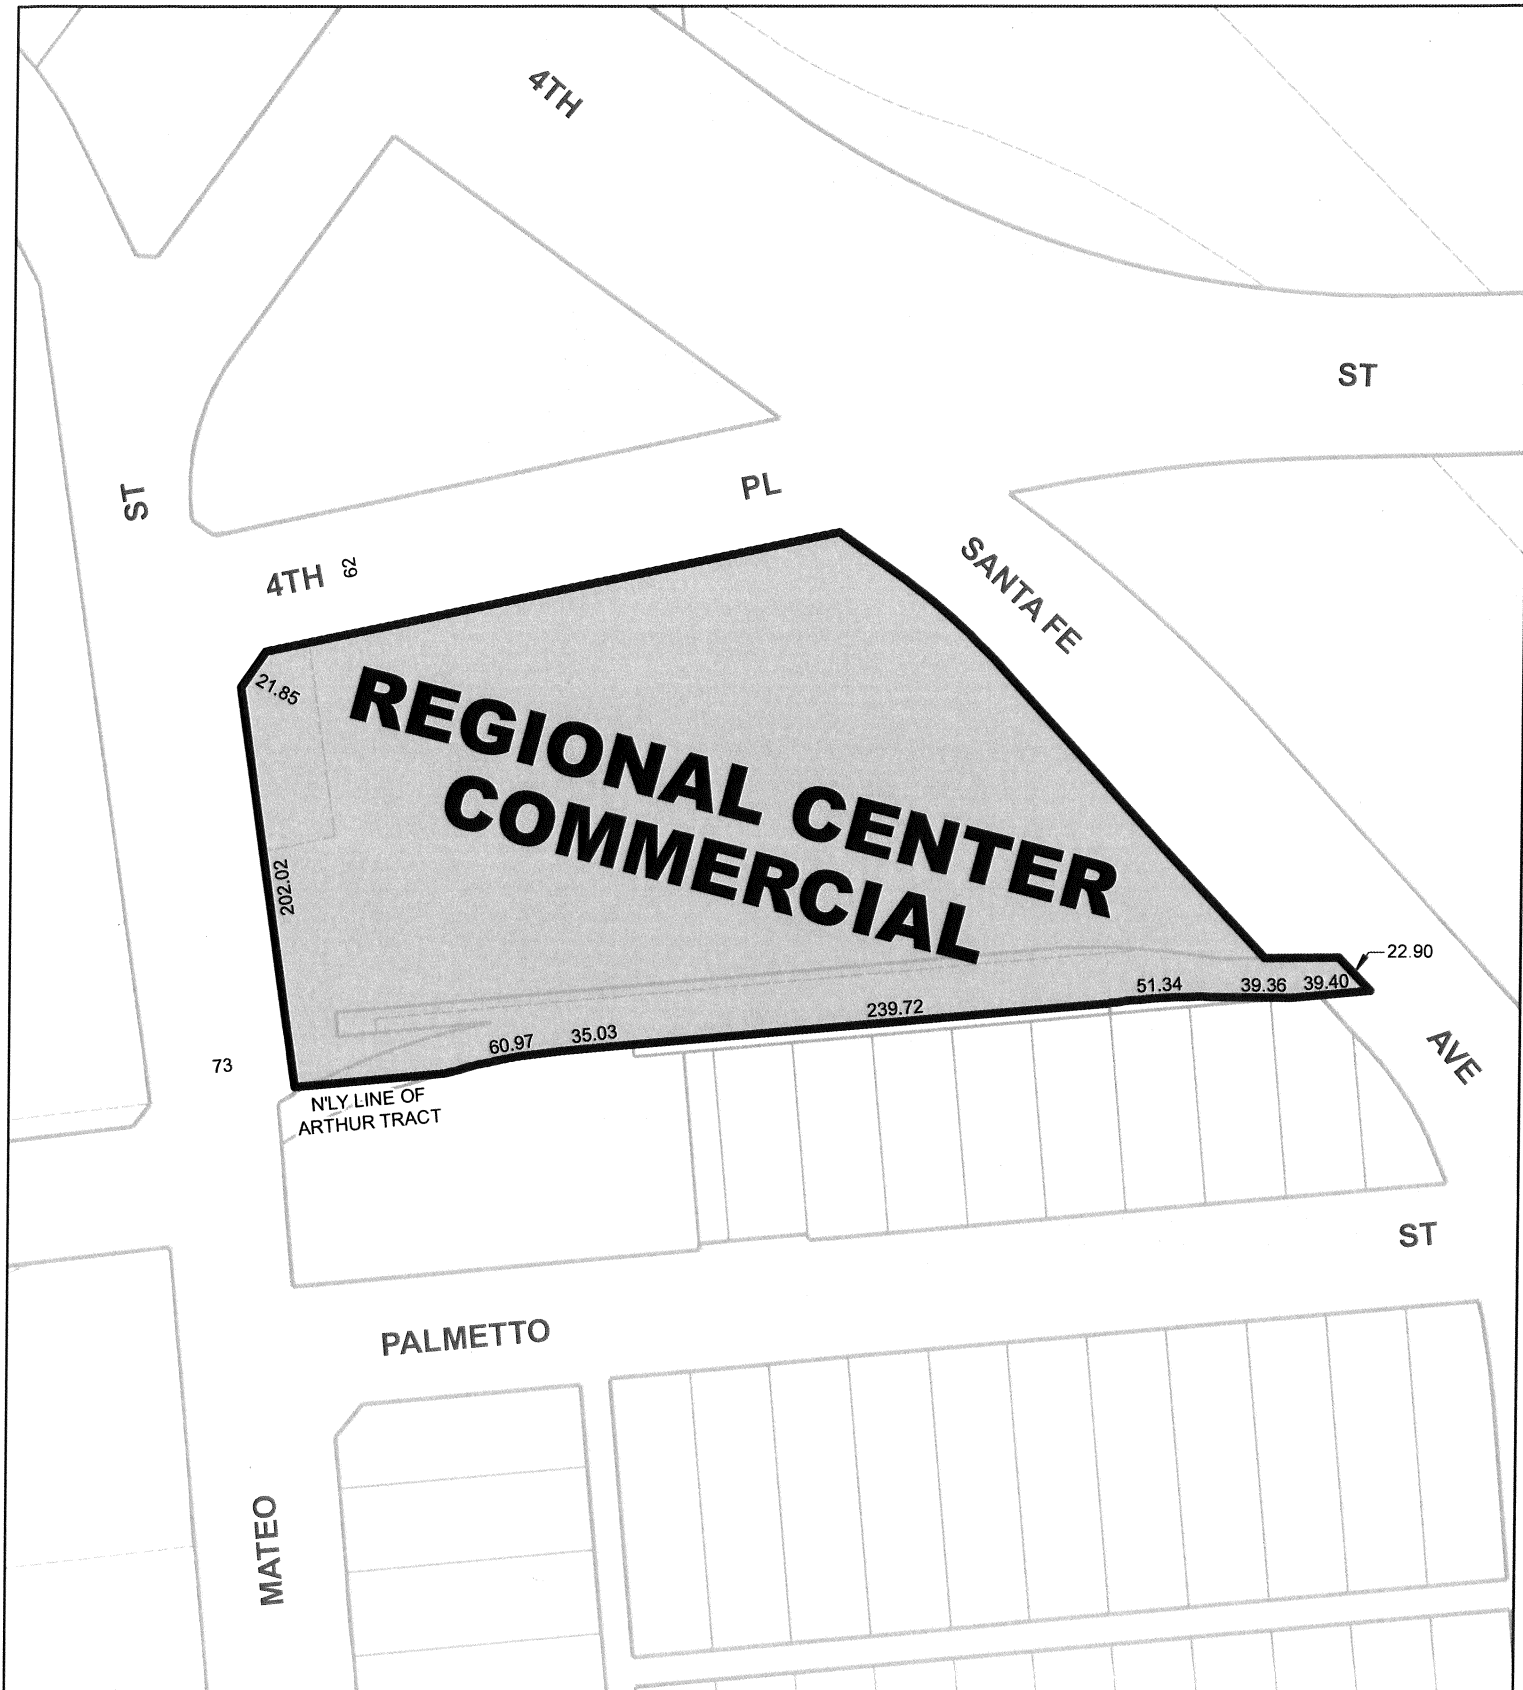 4TH
ST
ST
PL
4TH
62
SANTA FE
21.85
REGIONAL CENTER
COMMERCIAL
202.02
22.90
51.34
39.36
39.40
239.72
35.03
60.97
73
N'LY LINE OF
ARTHUR TRACT
AVE
ST
PALMETTO
MATEO